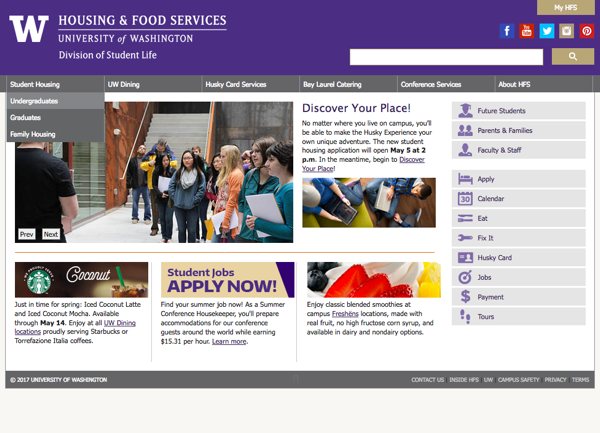 My HFS
W HOUSING & FOOD SERVICES
UNIVERSITY of WASHINGTON
Division of Student Life
Student Housing
UW Dining
Husky Card Services
Bay Laurel Catering
Conference Services
About HFS
Undergraduates
Graduates
Family Housing
Prev Next
Discover Your Place!
No matter where you live on campus, you'll
be able to make the Husky Experience your
own unique adventure. The new student
housing application will open May 5 at 2
p.m. In the meantime, begin to Discover
Your Place!
Future Students
Parents & Families
Faculty & Staff
Apply
30 Calendar
Eat
Fix It
Husky Card
Jobs
$ Payment
Tours
Coconut
Just in time for spring: Iced Coconut Latte
and Iced Coconut Mocha. Available
through May 14. Enjoy at all UW Dining
locations proudly serving Starbucks or
Torrefazione Italia coffees.
Student Jobs
APPLY NOW!
Find your summer job now! As a Summer
Conference Housekeeper, you'll prepare
accommodations for our conference
guests around the world while earning
$15.31 per hour. Learn more.
Enjoy classic blended smoothies at
campus Freshëns locations, made with
real fruit, no high fructose corn syrup, and
available in dairy and nondairy options.
© 2017 UNIVERSITY OF WASHINGTON
CONTACT US | INSIDE HFS | UW | CAMPUS SAFETY | PRIVACY | TERMS